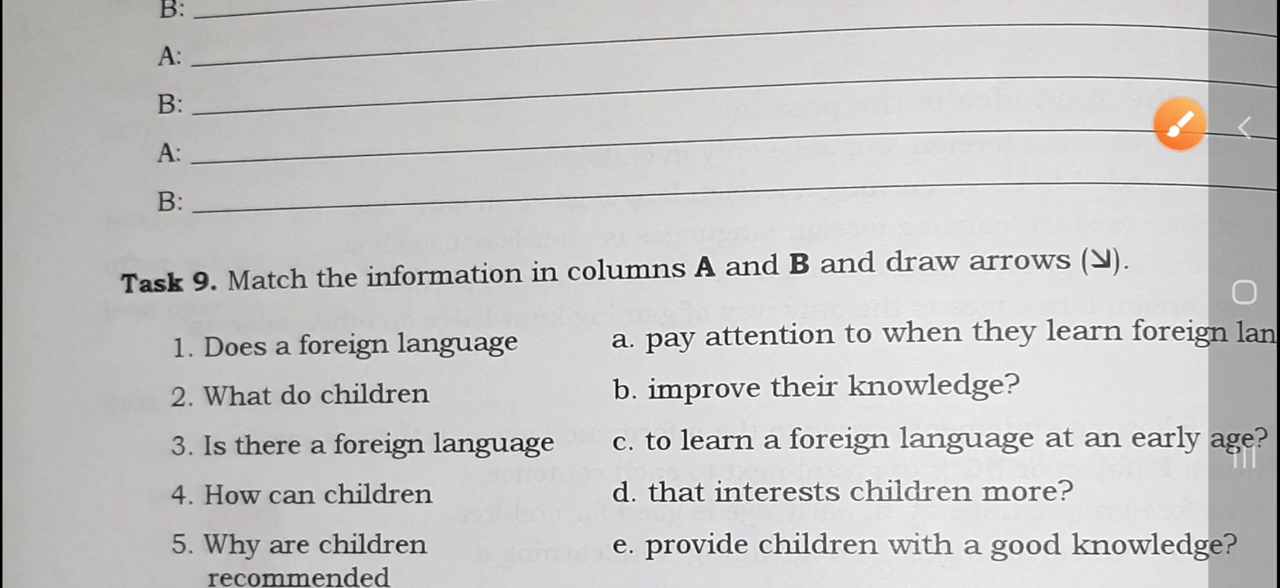 B:
A:
B:
A:
B:
Task 9. Match the information in columns A and B and draw arrows (↘).
1. Does a foreign language a. pay attention to when they learn foreign lan
2. What do children b. improve their knowledge?
3. Is there a foreign language c. to learn a foreign language at an early age?
4. How can children d. that interests children more?
5. Why are children e. provide children with a good knowledge?
recommended